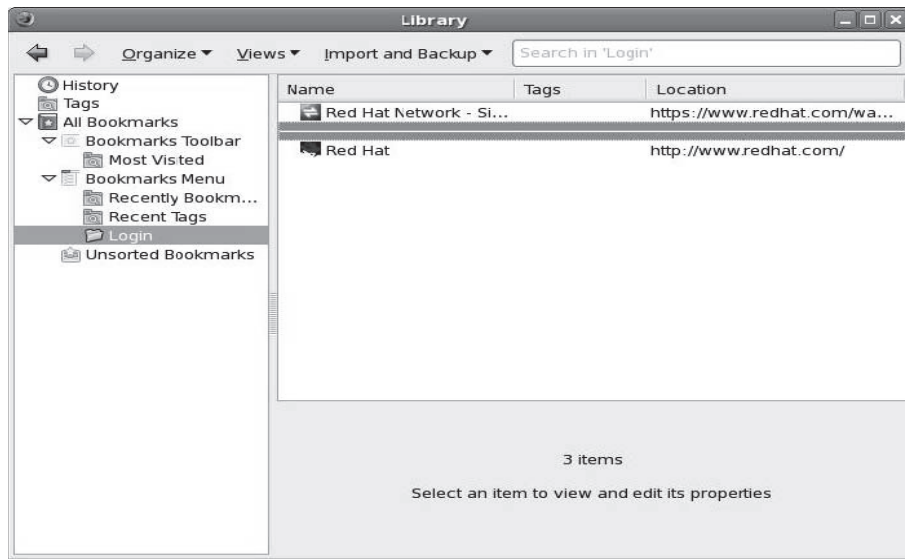 Library
Organize Views Import and Backup Search in 'Login'
History
Tags
All Bookmarks
Bookmarks Toolbar
Most Visited
Bookmarks Menu
Recently Bookm...
Recent Tags
Login
Unsorted Bookmarks
Name Tags Location
Red Hat Network - Si... https://www.redhat.com/wa...
Red Hat http://www.redhat.com/
3 items
Select an item to view and edit its properties